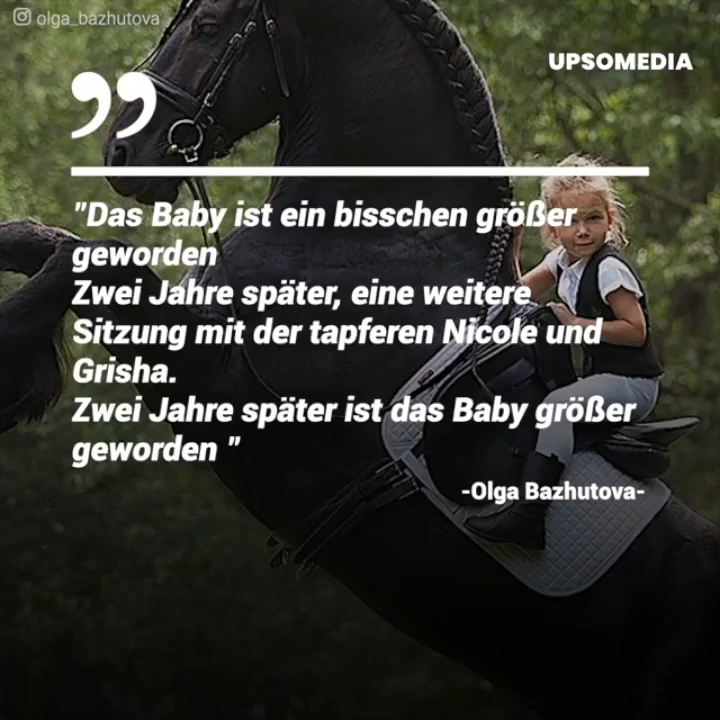 olga_bazhutova
UPSOMEDIA
"Das Baby ist ein bisschen größer
geworden
Zwei Jahre später, eine weitere
Sitzung mit der tapferen Nicole und
Grisha.
Zwei Jahre später ist das Baby größer
geworden "
-Olga Bazhutova-